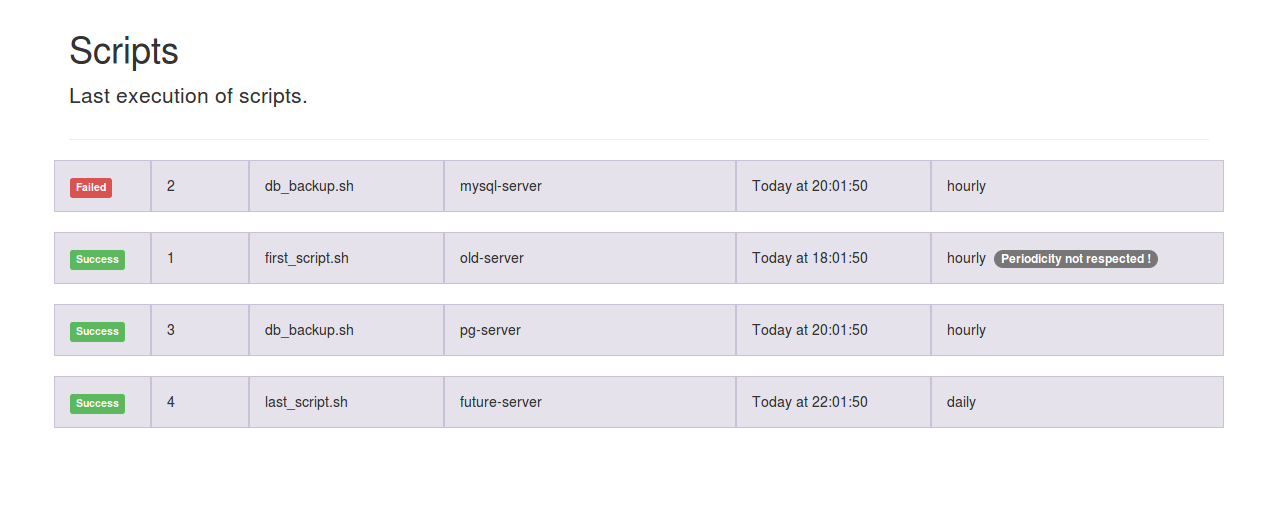 Scripts
Last execution of scripts.
Failed 2 db_backup.sh mysql-server Today at 20:01:50 hourly
Success 1 first_script.sh old-server Today at 18:01:50 hourly Periodicity not respected !
Success 3 db_backup.sh pg-server Today at 20:01:50 hourly
Success 4 last_script.sh future-server Today at 22:01:50 daily